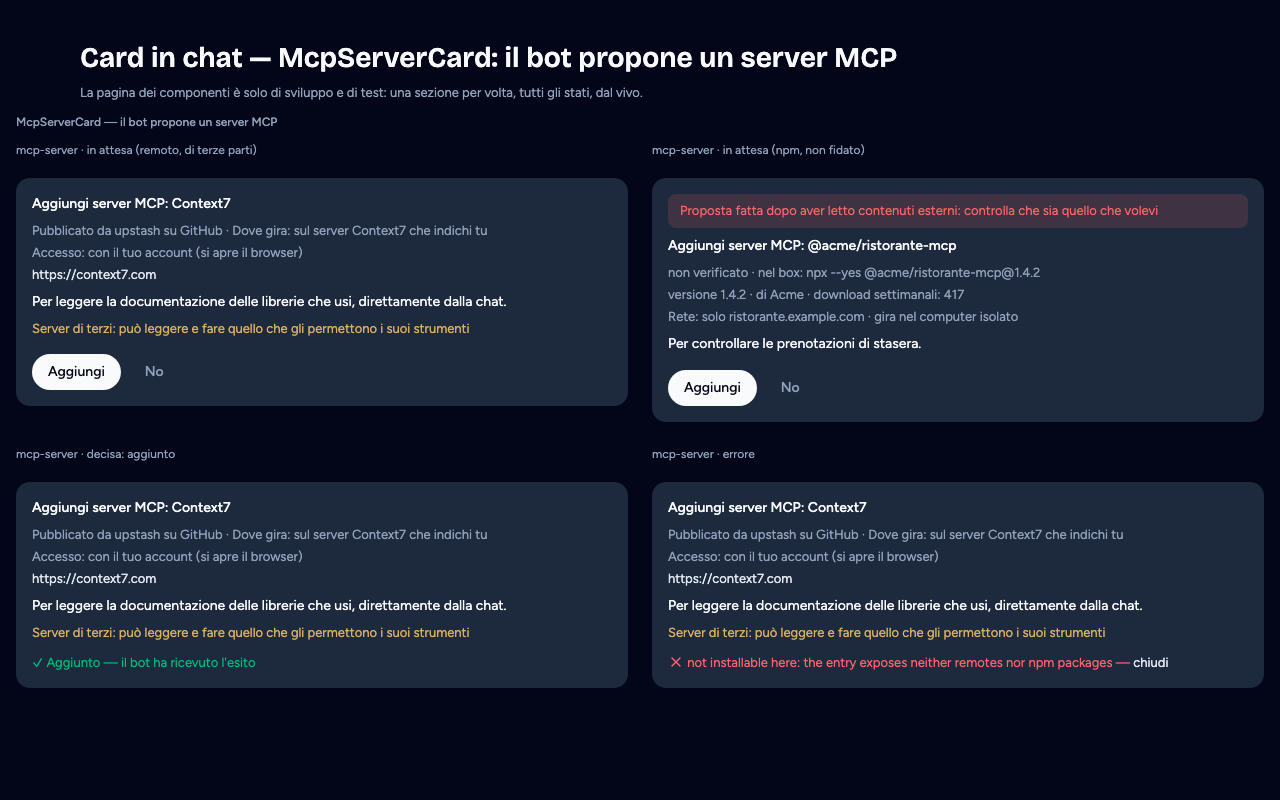 Card in chat — McpServerCard: il bot propone un server MCP
La pagina dei componenti è solo di sviluppo e di test: una sezione per volta, tutti gli stati, dal vivo.
McpServerCard — il bot propone un server MCP
mcp-server · in attesa (remoto, di terze parti)
Aggiungi server MCP: Context7
Pubblicato da upstash su GitHub · Dove gira: sul server Context7 che indichi tu
Accesso: con il tuo account (si apre il browser)
https://context7.com
Per leggere la documentazione delle librerie che usi, direttamente dalla chat.
Server di terzi: può leggere e fare quello che gli permettono i suoi strumenti
Aggiungi No
mcp-server · in attesa (npm, non fidato)
Proposta fatta dopo aver letto contenuti esterni: controlla che sia quello che volevi
Aggiungi server MCP: @acme/ristorante-mcp
non verificato · nel box: npx --yes @acme/ristorante-mcp@1.4.2
versione 1.4.2 · di Acme · download settimanali: 417
Rete: solo ristorante.example.com · gira nel computer isolato
Per controllare le prenotazioni di stasera.
Aggiungi No
mcp-server · decisa: aggiunto
Aggiungi server MCP: Context7
Pubblicato da upstash su GitHub · Dove gira: sul server Context7 che indichi tu
Accesso: con il tuo account (si apre il browser)
https://context7.com
Per leggere la documentazione delle librerie che usi, direttamente dalla chat.
Server di terzi: può leggere e fare quello che gli permettono i suoi strumenti
✓ Aggiunto — il bot ha ricevuto l'esito
mcp-server · errore
Aggiungi server MCP: Context7
Pubblicato da upstash su GitHub · Dove gira: sul server Context7 che indichi tu
Accesso: con il tuo account (si apre il browser)
https://context7.com
Per leggere la documentazione delle librerie che usi, direttamente dalla chat.
Server di terzi: può leggere e fare quello che gli permettono i suoi strumenti
✕ not installable here: the entry exposes neither remotes nor npm packages — chiudi